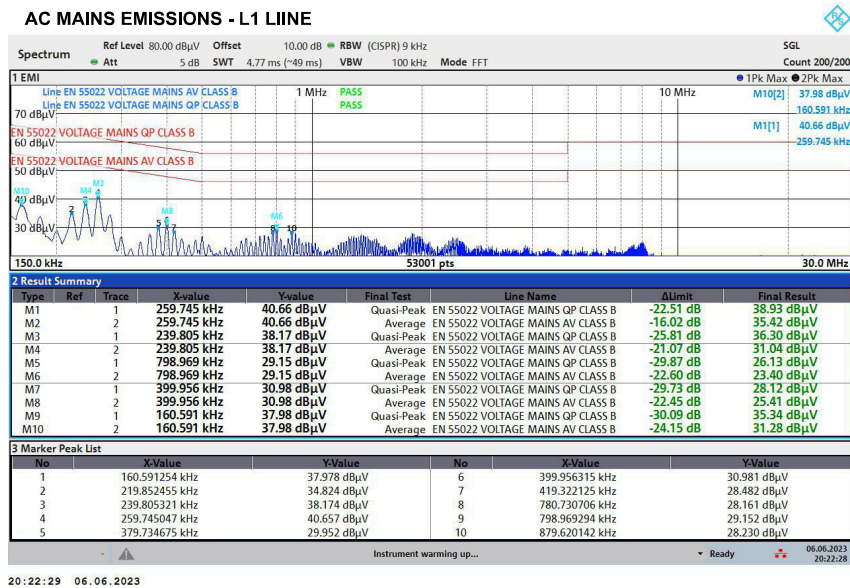 AC MAINS EMISSIONS - L1 LIINE
Ref Level 80.00 dBµV Offset 10.00 dB RBW (CISPR) 9 kHz SGL
Spectrum
Att 5 dB SWT 4.77 ms (~49 ms) VBW 100 kHz Mode FFT Count 200/200
1 EMI 1Pk Max 2Pk Max
Line EN 55022 VOLTAGE MAINS AV CLASS B 1 MHz PASS 10 MHz M10[2] 37.98 dBµV
Line EN 55022 VOLTAGE MAINS QP CLASS B PASS 160.591 kHz
70 dBµV M1[1] 40.66 dBµV
EN 55022 VOLTAGE MAINS QP CLASS B 259.745 kHz
60 dBµV
EN 55022 VOLTAGE MAINS AV CLASS B
50 dBµV
M10 M4 M3
40 dBµV
2 M8 M6
30 dBµV 5 6 7 10
150.0 kHz 53001 pts 30.0 MHz
2 Result Summary
Type Ref Trace X-value Y-value Final Test Line Name ΔLimit Final Result
M1 1 259.745 kHz 40.66 dBµV Quasi-Peak EN 55022 VOLTAGE MAINS QP CLASS B -22.51 dB 38.93 dBµV
M2 2 259.745 kHz 40.66 dBµV Average EN 55022 VOLTAGE MAINS AV CLASS B -16.02 dB 35.42 dBµV
M3 1 239.805 kHz 38.17 dBµV Quasi-Peak EN 55022 VOLTAGE MAINS QP CLASS B -25.81 dB 36.30 dBµV
M4 2 239.805 kHz 38.17 dBµV Average EN 55022 VOLTAGE MAINS AV CLASS B -21.07 dB 31.04 dBµV
M5 1 798.969 kHz 29.15 dBµV Quasi-Peak EN 55022 VOLTAGE MAINS QP CLASS B -29.87 dB 26.13 dBµV
M6 2 798.969 kHz 29.15 dBµV Average EN 55022 VOLTAGE MAINS AV CLASS B -22.60 dB 23.40 dBµV
M7 1 399.956 kHz 30.98 dBµV Quasi-Peak EN 55022 VOLTAGE MAINS QP CLASS B -29.73 dB 28.12 dBµV
M8 2 399.956 kHz 30.98 dBµV Average EN 55022 VOLTAGE MAINS AV CLASS B -22.45 dB 25.41 dBµV
M9 1 160.591 kHz 37.98 dBµV Quasi-Peak EN 55022 VOLTAGE MAINS QP CLASS B -30.09 dB 35.34 dBµV
M10 2 160.591 kHz 37.98 dBµV Average EN 55022 VOLTAGE MAINS AV CLASS B -24.15 dB 31.28 dBµV
3 Marker Peak List
No X-Value Y-Value No X-Value Y-Value
1 160.591254 kHz 37.978 dBµV 6 399.956315 kHz 30.981 dBµV
2 219.852455 kHz 34.824 dBµV 7 419.322125 kHz 28.482 dBµV
3 239.805321 kHz 38.174 dBµV 8 780.730706 kHz 28.161 dBµV
4 259.745047 kHz 40.657 dBµV 9 798.969294 kHz 29.152 dBµV
5 379.734675 kHz 29.952 dBµV 10 879.620142 kHz 28.230 dBµV
Instrument warming up... Ready 06.06.2023
20:22:28
20:22:29 06.06.2023